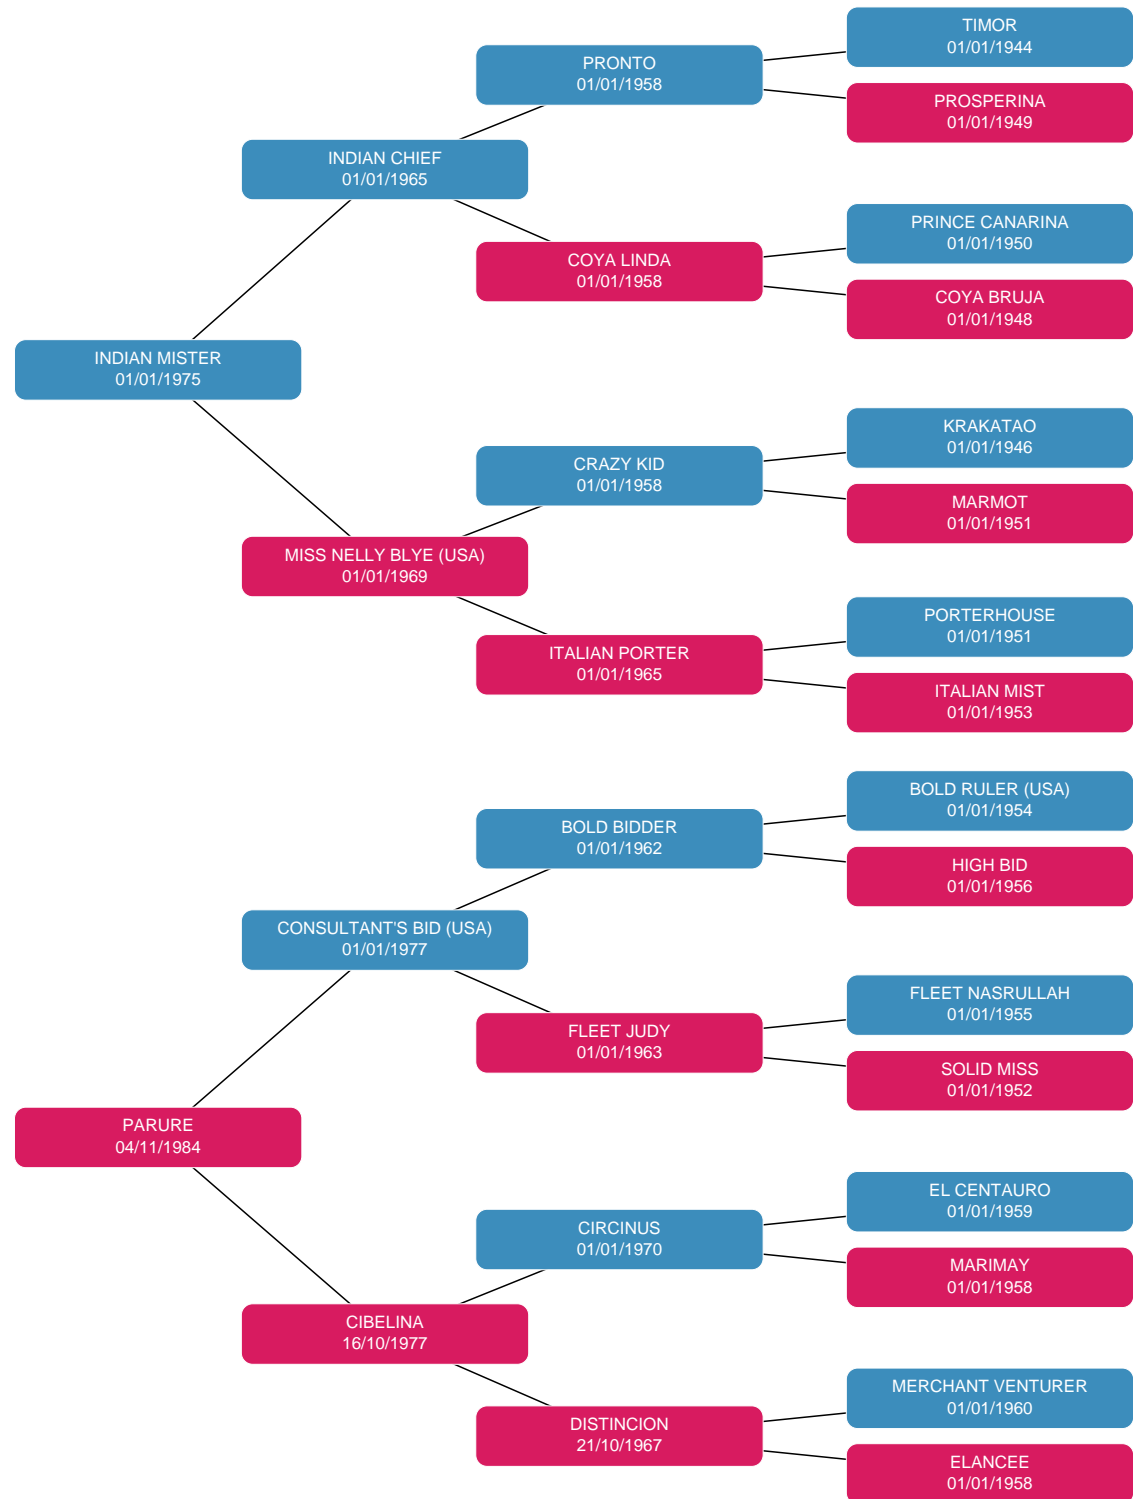 TIMOR
01/01/1944
PRONTO
01/01/1958
PROSPERINA
01/01/1949
INDIAN CHIEF
01/01/1965
PRINCE CANARINA
01/01/1950
COYA LINDA
01/01/1958
COYA BRUJA
01/01/1948
INDIAN MISTER
01/01/1975
KRAKATAO
01/01/1946
CRAZY KID
01/01/1958
MARMOT
01/01/1951
MISS NELLY BLYE (USA)
01/01/1969
PORTERHOUSE
01/01/1951
ITALIAN PORTER
01/01/1965
ITALIAN MIST
01/01/1953
BOLD RULER (USA)
01/01/1954
BOLD BIDDER
01/01/1962
HIGH BID
01/01/1956
CONSULTANT'S BID (USA)
01/01/1977
FLEET NASRULLAH
01/01/1955
FLEET JUDY
01/01/1963
SOLID MISS
01/01/1952
PARURE
04/11/1984
EL CENTAURO
01/01/1959
CIRCINUS
01/01/1970
MARIMAY
01/01/1958
CIBELINA
16/10/1977
MERCHANT VENTURER
01/01/1960
DISTINCION
21/10/1967
ELANCEE
01/01/1958